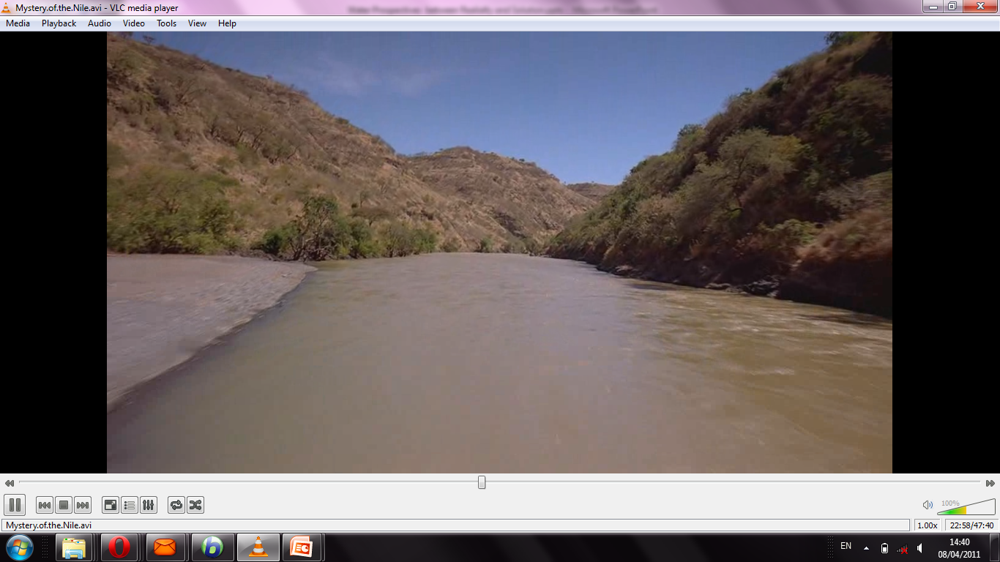 Mystery.of.the.Nile.avi - VLC media player
Media Playback Audio Video Tools View Help
100%
Mystery.of.the.Nile.avi 1.00x 22:58/47:40
EN 14:40
08/04/2011